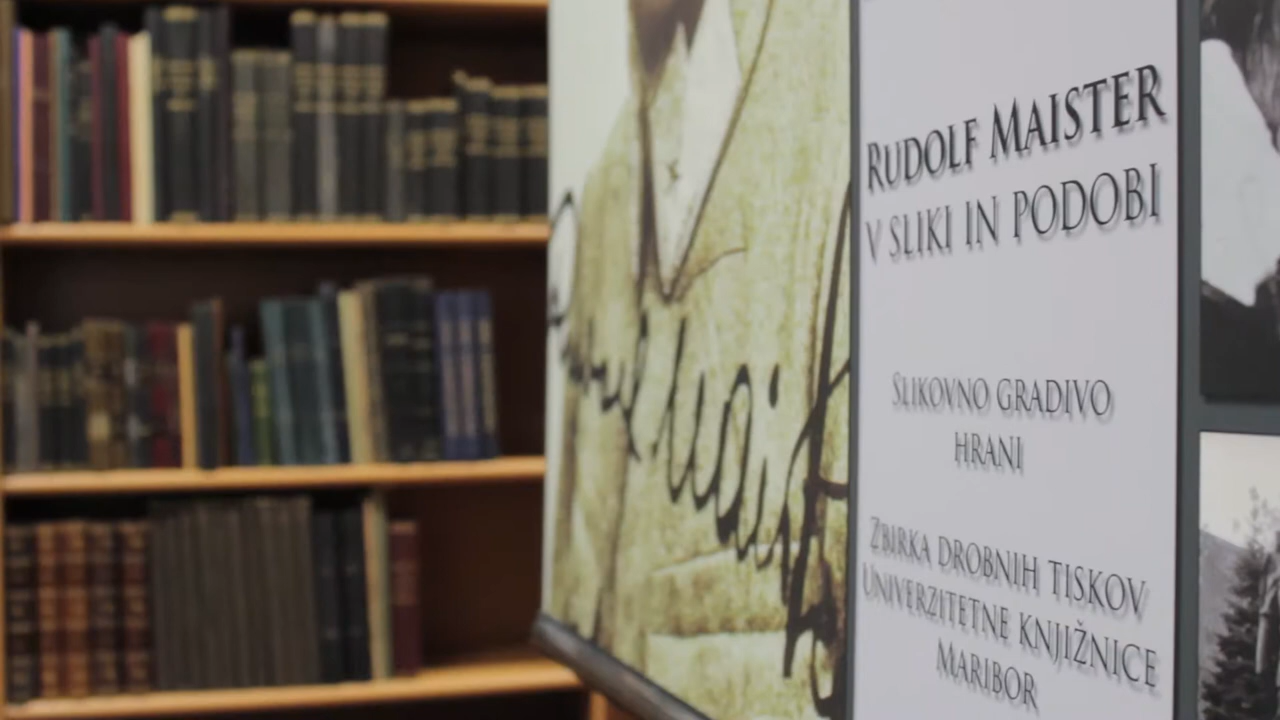 RUDOLF MAISTER
V SLIKI IN PODOBI
SLIKOVNO GRADIVO
HRANI
ZBIRKA DROBNIH TISKOV
UNIVERZITETNE KNJIŽNICE
MARIBOR